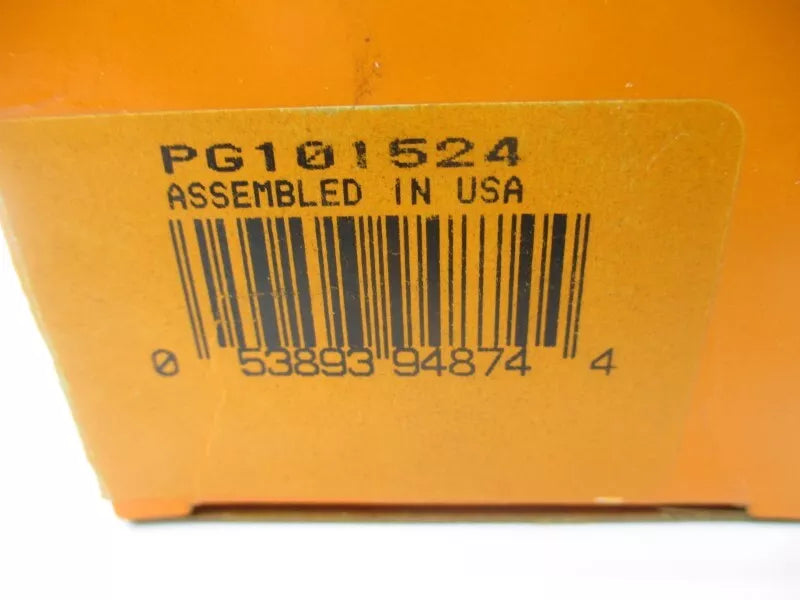 PG101524
ASSEMBLED IN USA
0 53893 94874 4